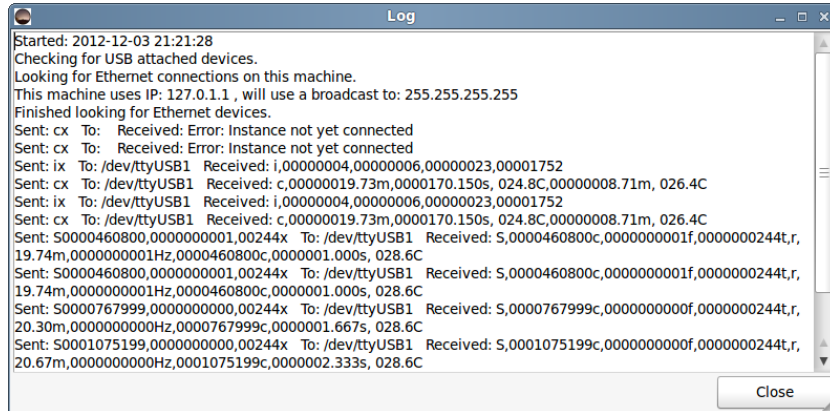 Log
Started: 2012-12-03 21:21:28
Checking for USB attached devices.
Looking for Ethernet connections on this machine.
This machine uses IP: 127.0.1.1 , will use a broadcast to: 255.255.255.255
Finished looking for Ethernet devices.
Sent: cx   To:    Received: Error: Instance not yet connected
Sent: cx   To:    Received: Error: Instance not yet connected
Sent: ix   To: /dev/ttyUSB1   Received: i,00000004,00000006,00000023,00001752
Sent: cx   To: /dev/ttyUSB1   Received: c,00000019.73m,0000170.150s, 024.8C,00000008.71m, 026.4C
Sent: ix   To: /dev/ttyUSB1   Received: i,00000004,00000006,00000023,00001752
Sent: cx   To: /dev/ttyUSB1   Received: c,00000019.73m,0000170.150s, 024.8C,00000008.71m, 026.4C
Sent: S0000460800,0000000001,00244x   To: /dev/ttyUSB1   Received: S,0000460800c,0000000001f,0000000244t,r,
19.74m,0000000001Hz,0000460800c,0000001.000s, 028.6C
Sent: S0000460800,0000000001,00244x   To: /dev/ttyUSB1   Received: S,0000460800c,0000000001f,0000000244t,r,
19.74m,0000000001Hz,0000460800c,0000001.000s, 028.6C
Sent: S0000767999,0000000000,00244x   To: /dev/ttyUSB1   Received: S,0000767999c,0000000000f,0000000244t,r,
20.30m,0000000000Hz,0000767999c,0000001.667s, 028.6C
Sent: S0001075199,0000000000,00244x   To: /dev/ttyUSB1   Received: S,0001075199c,0000000000f,0000000244t,r,
20.67m,0000000000Hz,0001075199c,0000002.333s, 028.6C
Close